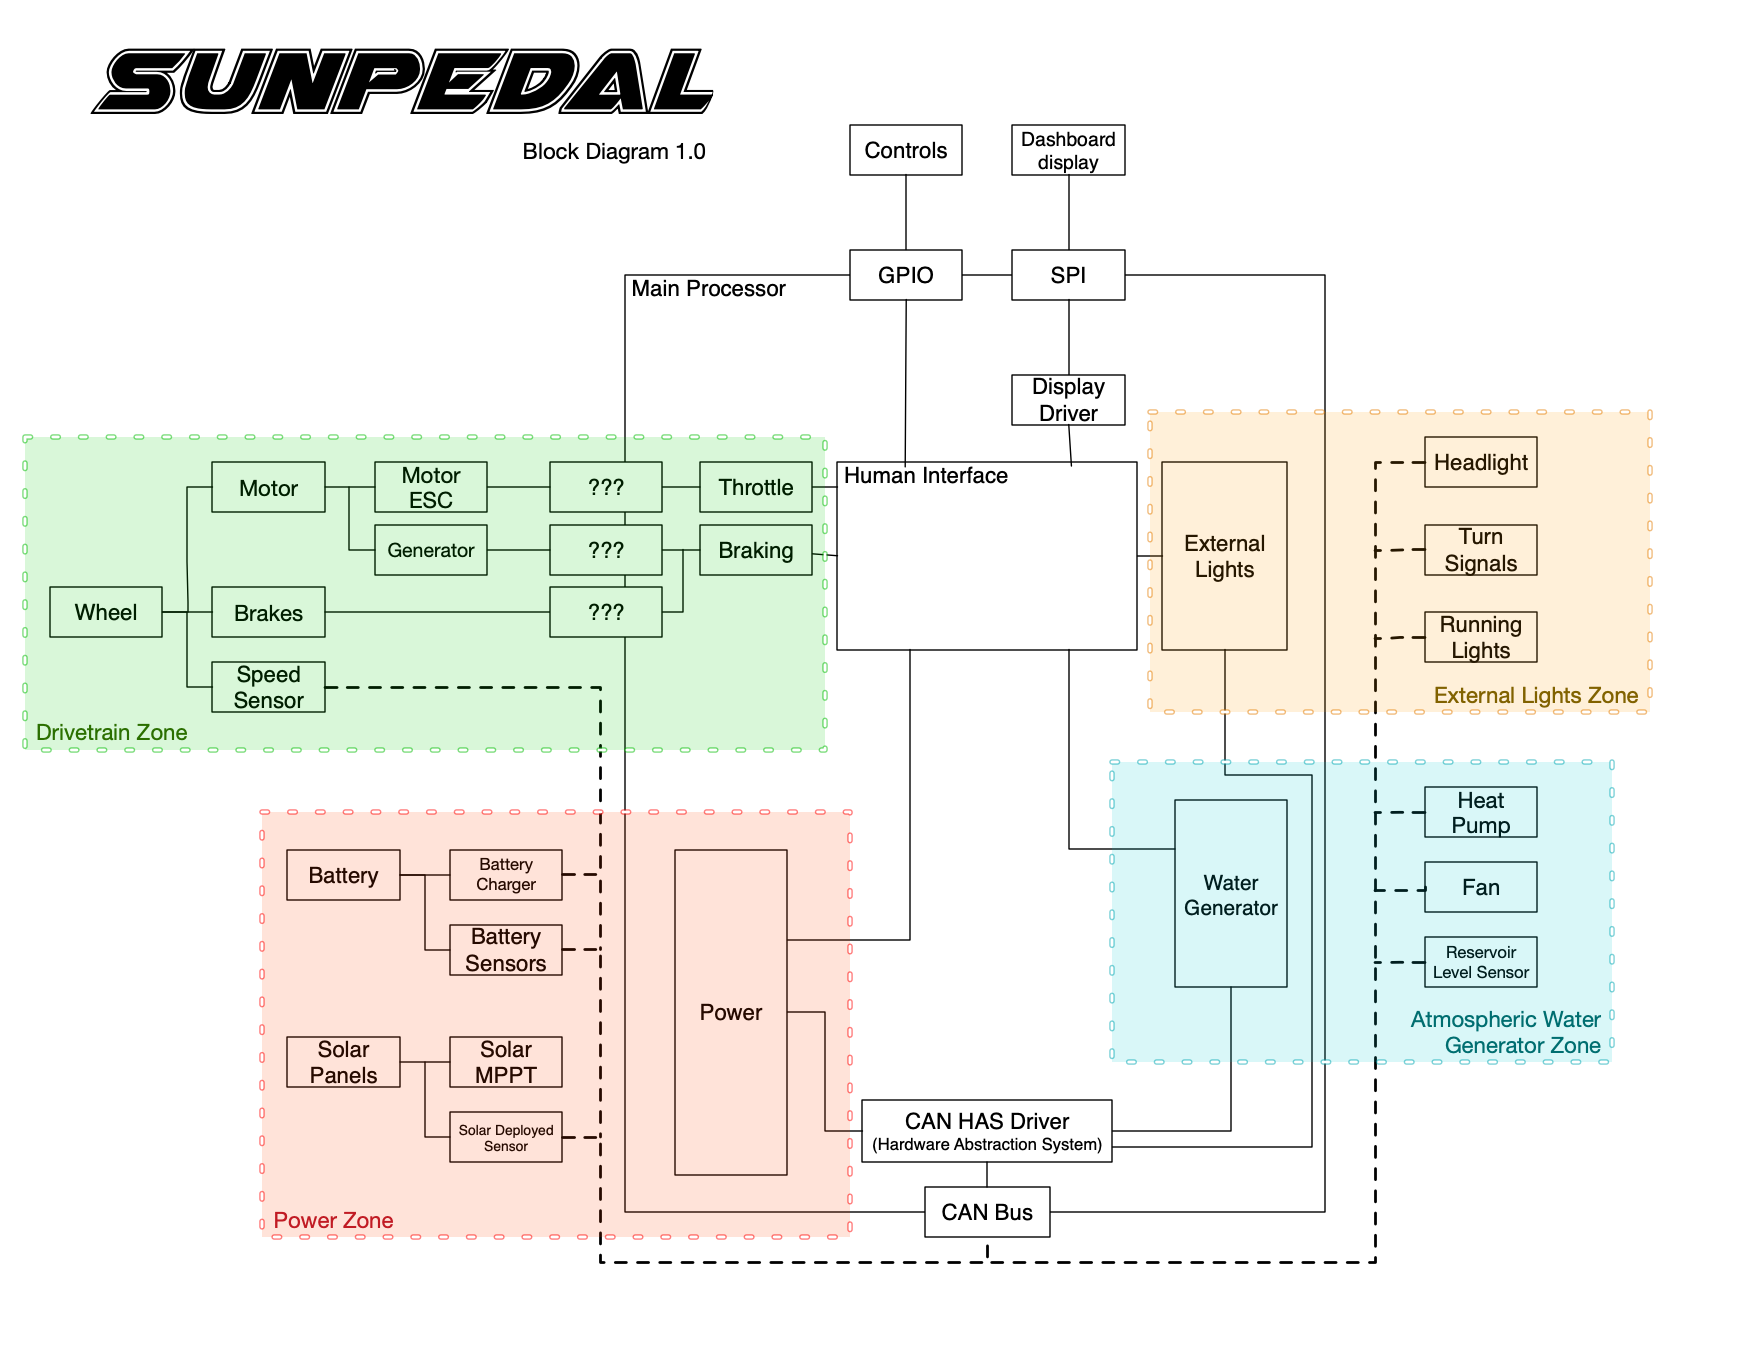 SUNPEDAL
Block Diagram 1.0
Controls
Dashboard
display
GPIO
SPI
Main Processor
Display
Driver
Human Interface
Motor
Motor
ESC
???
Throttle
Generator
???
Braking
Wheel
Brakes
???
Speed
Sensor
Drivetrain Zone
External
Lights
Headlight
Turn
Signals
Running
Lights
External Lights Zone
Battery
Battery
Charger
Battery
Sensors
Solar
Panels
Solar
MPPT
Solar Deployed
Sensor
Power
Power Zone
Water
Generator
Heat
Pump
Fan
Reservoir
Level Sensor
Atmospheric Water
Generator Zone
CAN HAS Driver
(Hardware Abstraction System)
CAN Bus